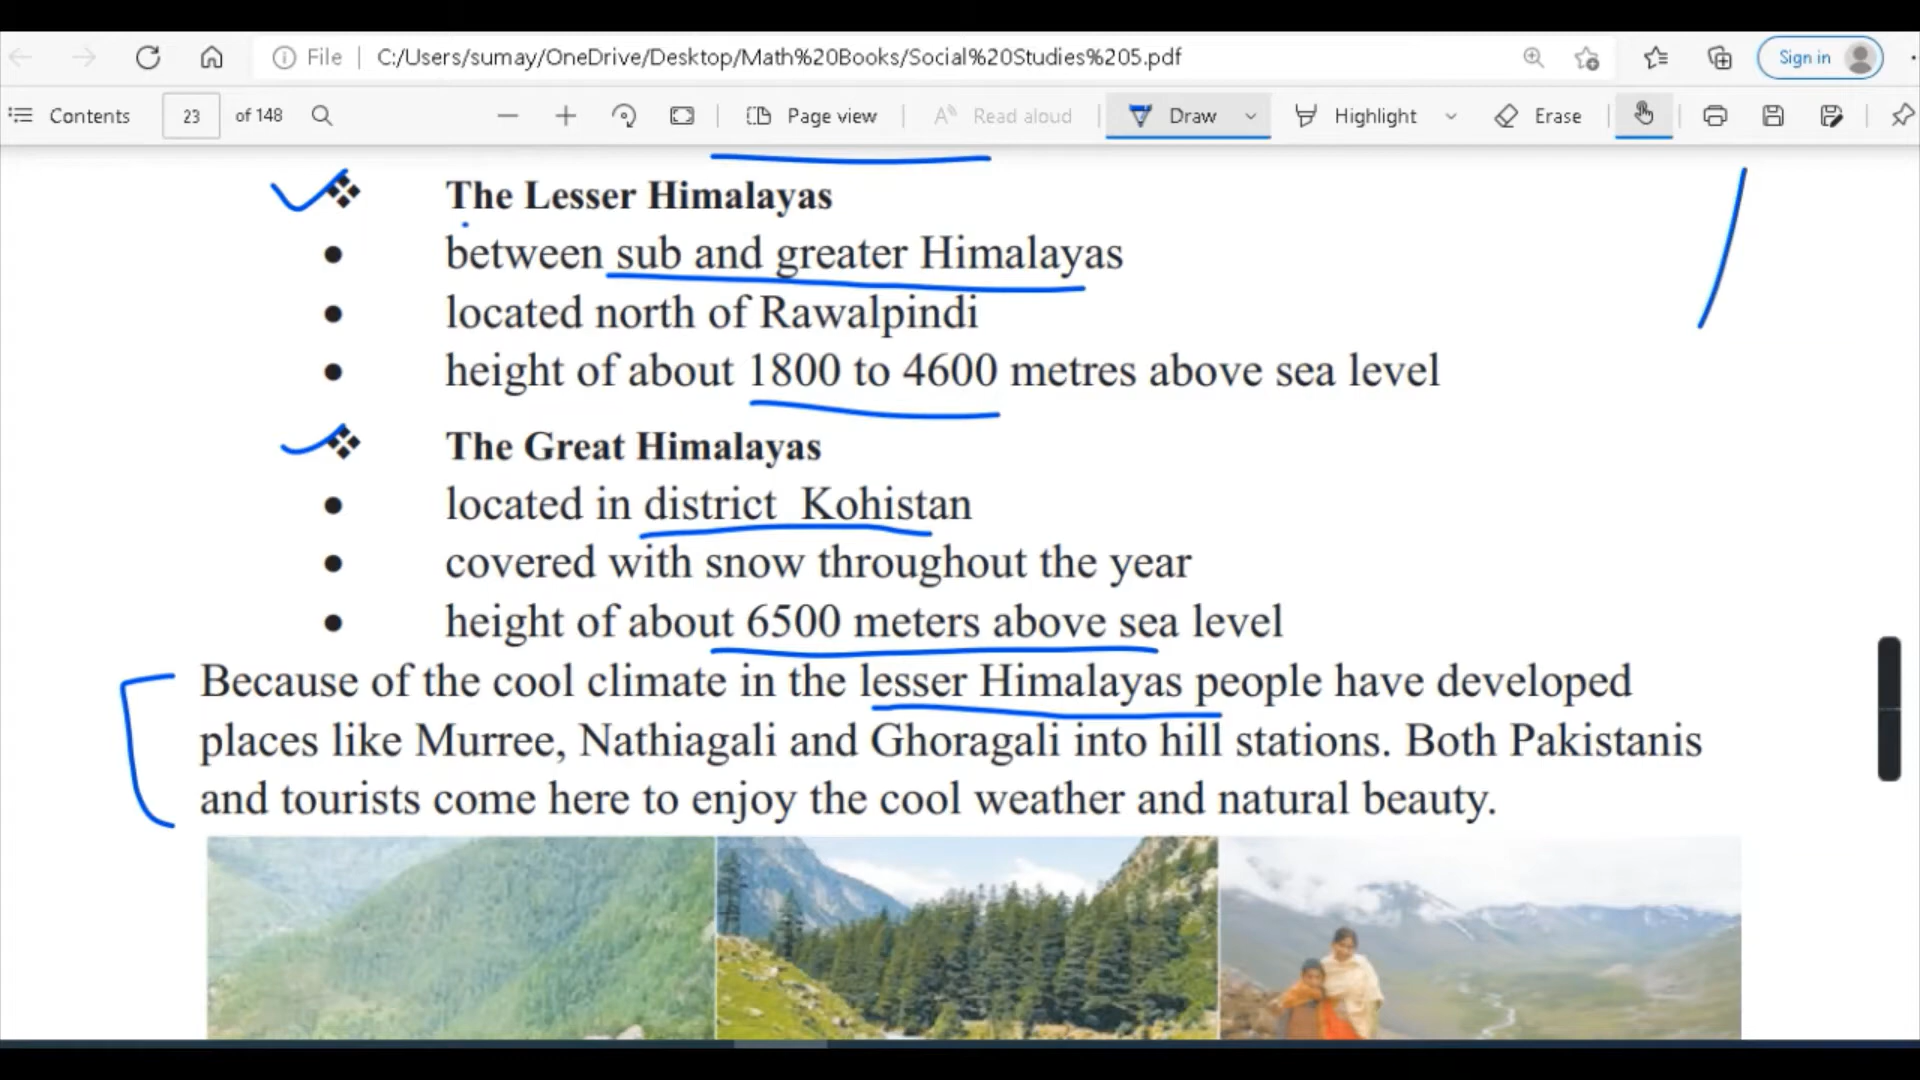 File C:/Users/sumay/OneDrive/Desktop/Math%20Books/Social%20Studies%205.pdf Sign in
Contents 23 of 148 Page view Read aloud Draw Highlight Erase
The Lesser Himalayas
between sub and greater Himalayas
located north of Rawalpindi
height of about 1800 to 4600 metres above sea level
The Great Himalayas
located in district Kohistan
covered with snow throughout the year
height of about 6500 meters above sea level
Because of the cool climate in the lesser Himalayas people have developed
places like Murree, Nathiagali and Ghoragali into hill stations. Both Pakistanis
and tourists come here to enjoy the cool weather and natural beauty.